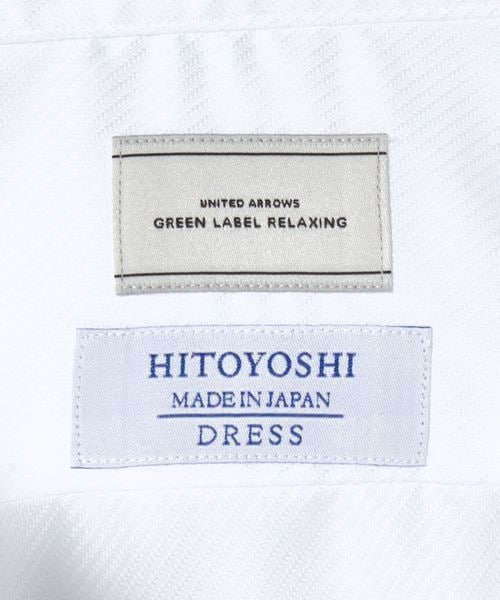 UNITED ARROWS
GREEN LABEL RELAXING
HITOYOSHI
MADE IN JAPAN
DRESS